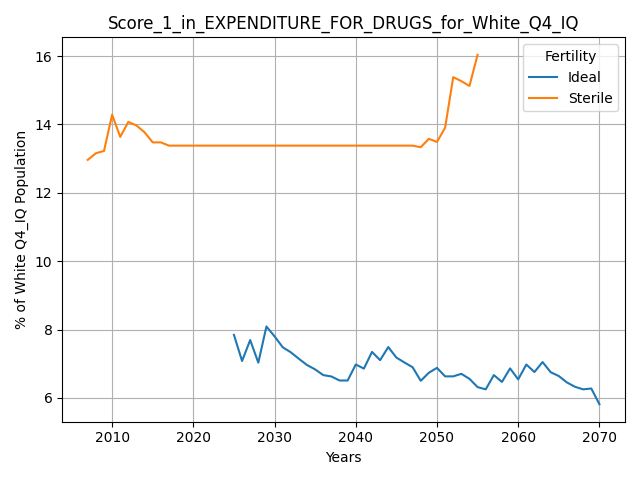 Score_1_in_EXPENDITURE_FOR_DRUGS_for_White_Q4_IQ
Fertility
Ideal
Sterile
% of White Q4_IQ Population
16
14
12
10
8
6
2010 2020 2030 2040 2050 2060 2070
Years